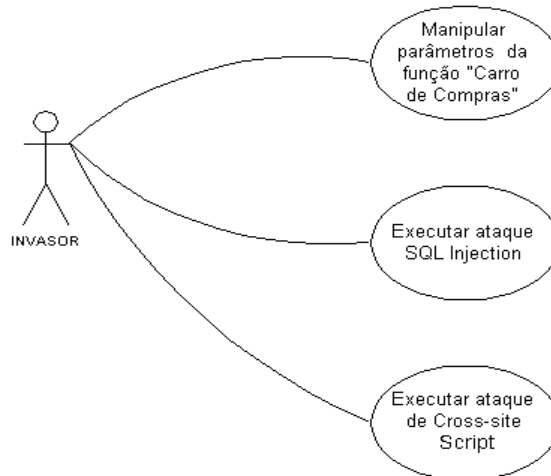 Manipular
parâmetros da
função "Carro
de Compras"
INVASOR
Executar ataque
SQL Injection
Executar ataque
de Cross-site
Script